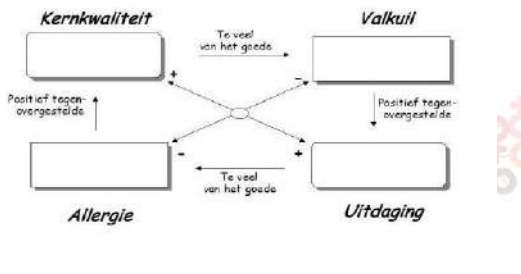 Kernkwaliteit
Valkuil
Te veel
van het goede
+
-
Positief tegen-
overgestelde
Positief tegen-
overgestelde
-
+
Te veel
van het goede
Allergie
Uitdaging